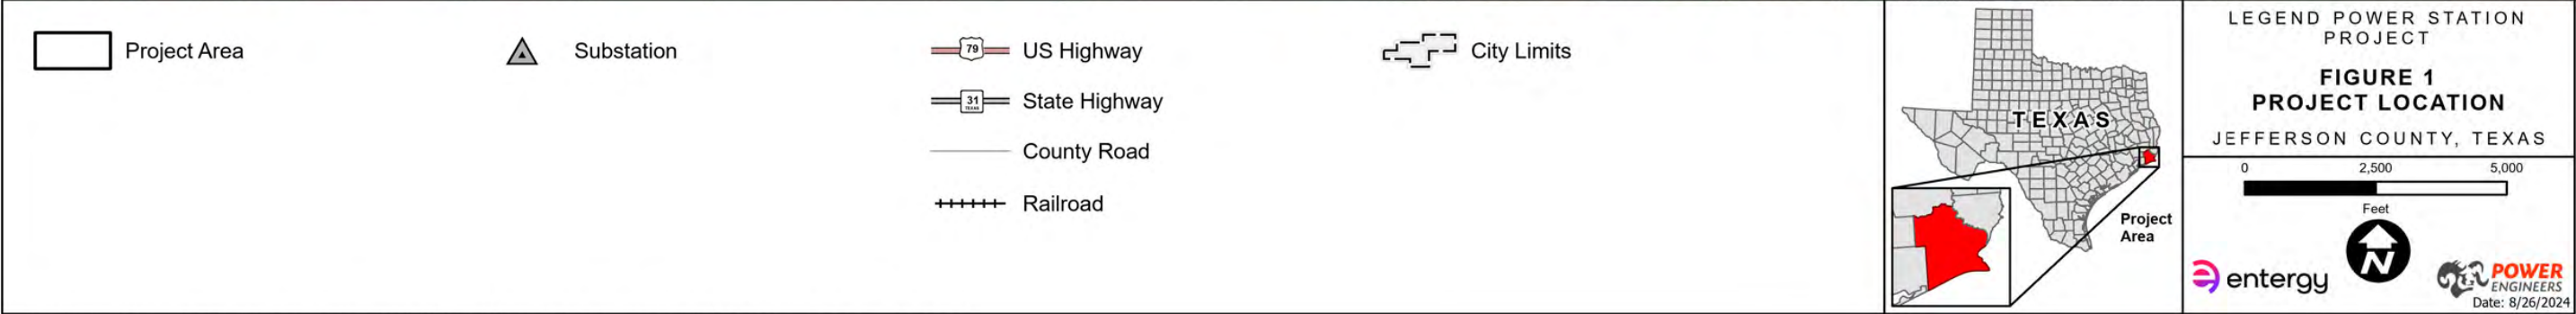 Project Area
Substation
79
US Highway
31
TEXAS
State Highway
County Road
Railroad
City Limits
TEXAS
Project
Area
LEGEND POWER STATION
PROJECT
FIGURE 1
PROJECT LOCATION
JEFFERSON COUNTY, TEXAS
0 2,500 5,000
Feet
N
entergy
POWER
ENGINEERS
Date: 8/26/2024